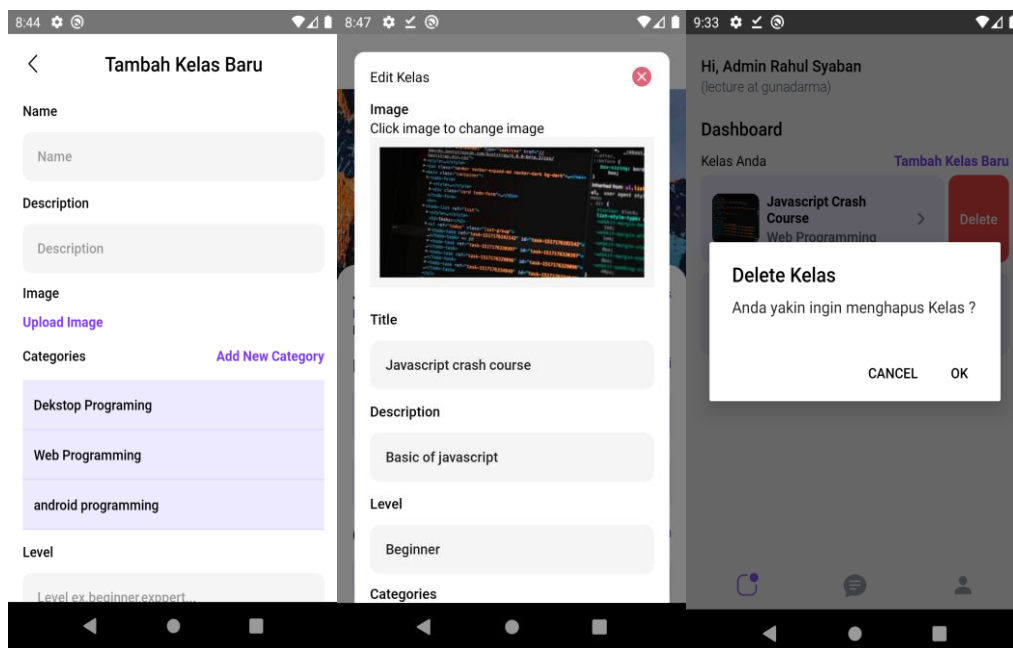 8:44
Tambah Kelas Baru
Name
Name
Description
Description
Image
Upload Image
Categories
Add New Category
Dekstop Programing
Web Programming
android programming
Level
Level ex.beginner,exppert...
8:47
Edit Kelas
Image
Click image to change image
Title
Javascript crash course
Description
Basic of javascript
Level
Beginner
Categories
9:33
Hi, Admin Rahul Syaban
(lecture at gunadarma)
Dashboard
Kelas Anda
Tambah Kelas Baru
Javascript Crash
Course
Web Programming
Delete
Delete Kelas
Anda yakin ingin menghapus Kelas ?
CANCEL
OK